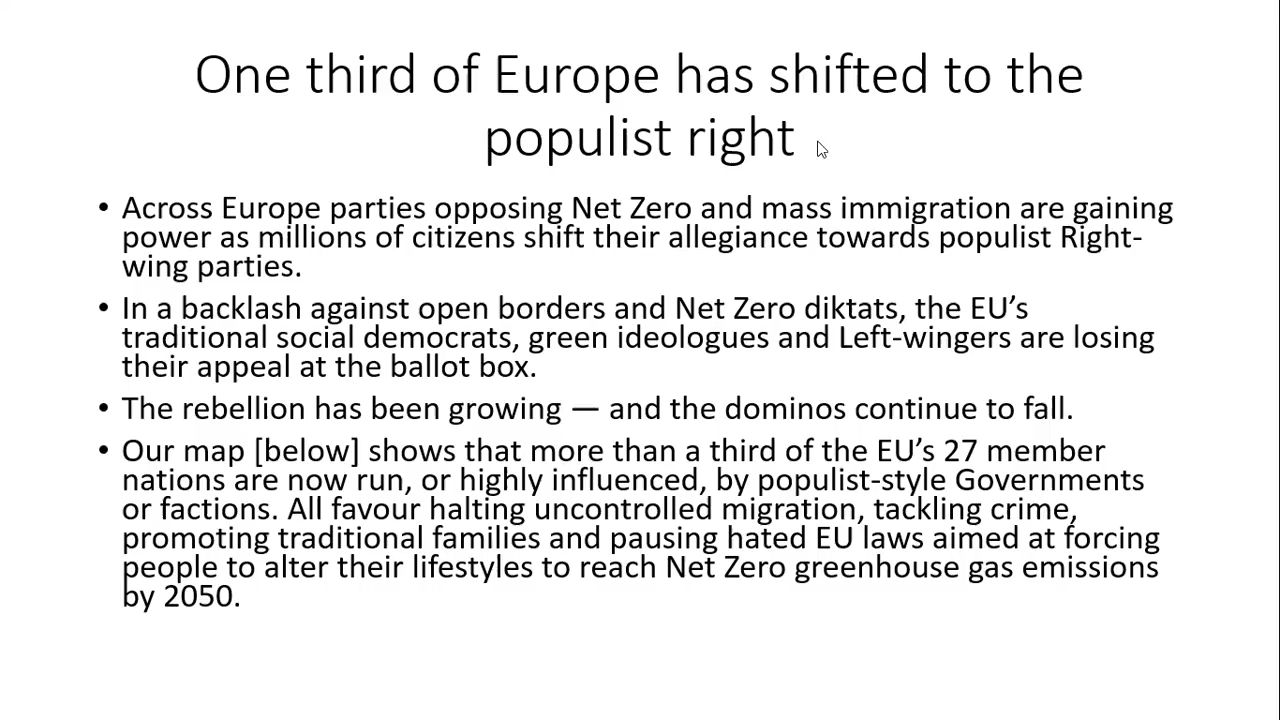 One third of Europe has shifted to the
populist right
• Across Europe parties opposing Net Zero and mass immigration are gaining
power as millions of citizens shift their allegiance towards populist Right-
wing parties.
• In a backlash against open borders and Net Zero diktats, the EU’s
traditional social democrats, green ideologues and Left-wingers are losing
their appeal at the ballot box.
• The rebellion has been growing — and the dominos continue to fall.
• Our map [below] shows that more than a third of the EU’s 27 member
nations are now run, or highly influenced, by populist-style Governments
or factions. All favour halting uncontrolled migration, tackling crime,
promoting traditional families and pausing hated EU laws aimed at forcing
people to alter their lifestyles to reach Net Zero greenhouse gas emissions
by 2050.